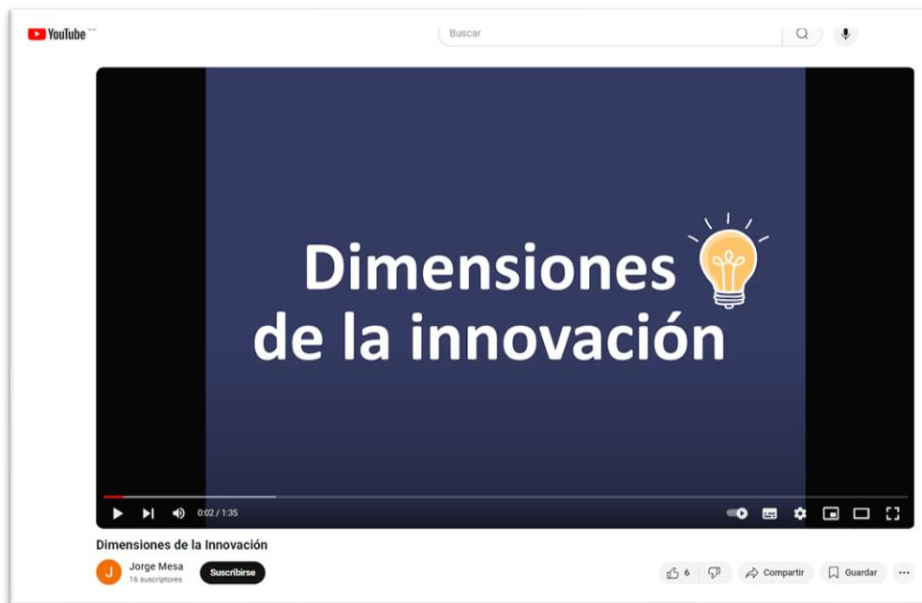 YouTube
Buscar
Dimensiones
de la innovación
0:02 / 1:35
Dimensiones de la Innovación
J
Jorge Mesa
16 suscriptores
Suscribirse
6
Compartir
Guardar